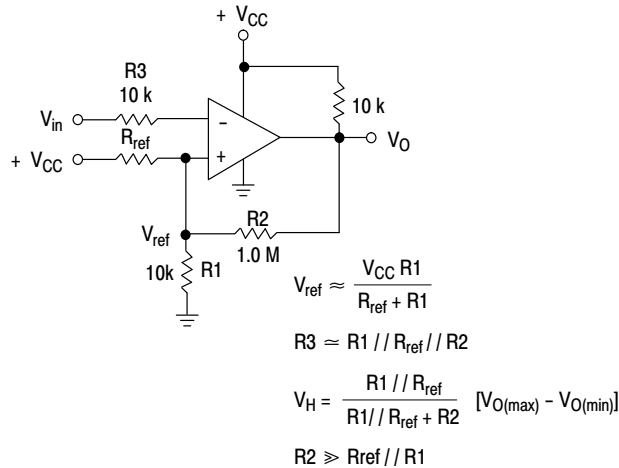 + VCC
R3
10 k
10 k
Vin
−
Rref
VO
+ VCC
+
R2
Vref
1.0 M
10k
R1
Vref ≈ VCC R1 / Rref + R1
R3 ≃ R1 / / Rref / / R2
VH = R1 / / Rref / R1/ / Rref + R2 [VO(max) − VO(min)]
R2 ≫ Rref / / R1